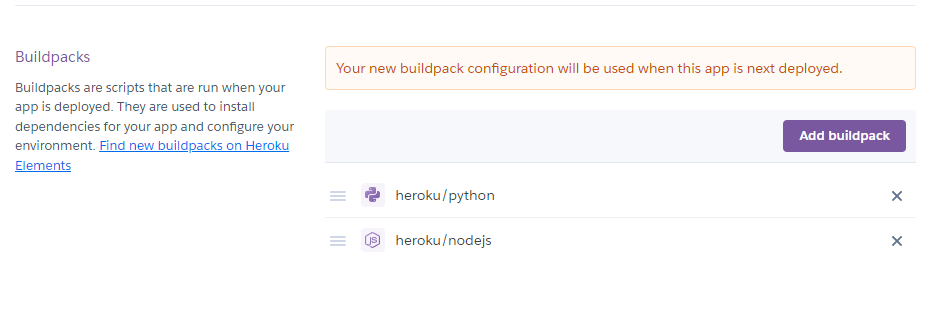 Buildpacks
Buildpacks are scripts that are run when your
app is deployed. They are used to install
dependencies for your app and configure your
environment. Find new buildpacks on Heroku
Elements
Your new buildpack configuration will be used when this app is next deployed.
Add buildpack
heroku/python
heroku/nodejs